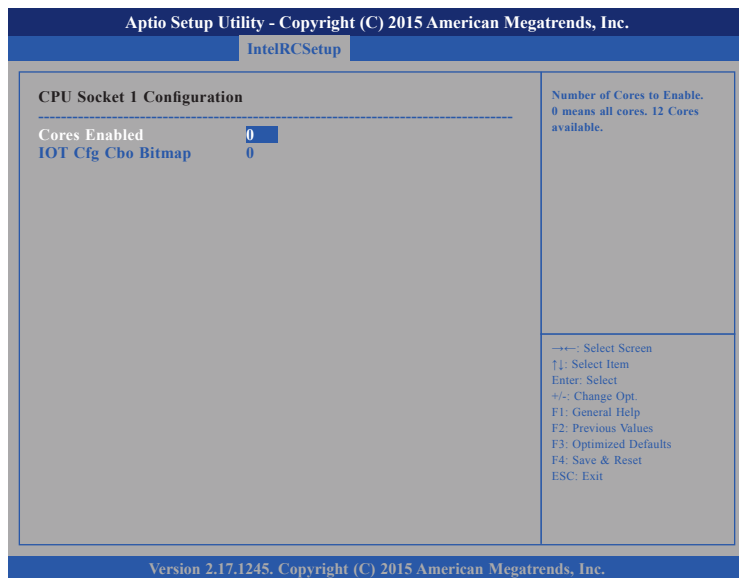 Aptio Setup Utility - Copyright (C) 2015 American Megatrends, Inc.
IntelRCSetup
CPU Socket 1 Configuration
--------------------------------------------------------------------------------
Cores Enabled 0
IOT Cfg Cbo Bitmap 0
Number of Cores to Enable.
0 means all cores. 12 Cores
available.
→←: Select Screen
↑↓: Select Item
Enter: Select
+/-: Change Opt.
F1: General Help
F2: Previous Values
F3: Optimized Defaults
F4: Save & Reset
ESC: Exit
Version 2.17.1245. Copyright (C) 2015 American Megatrends, Inc.